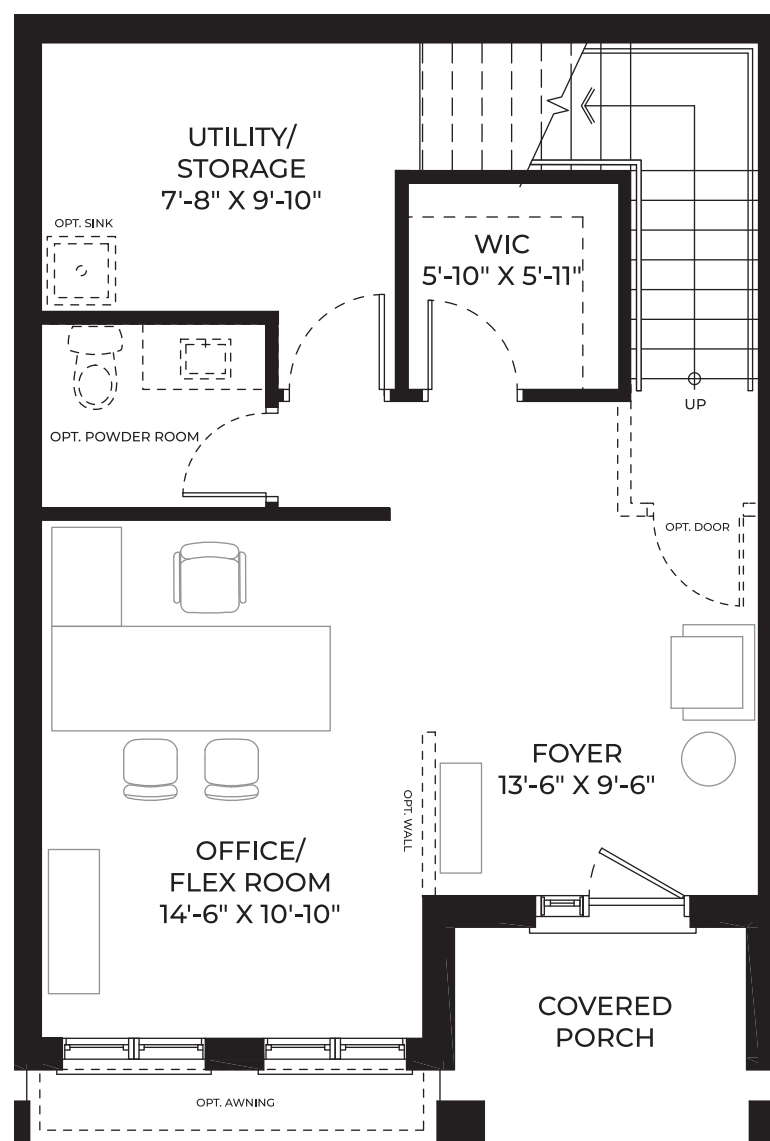 UTILITY/
STORAGE
7'-8" X 9'-10"
OPT. SINK
WIC
5'-10" X 5'-11"
UP
OPT. POWDER ROOM
OPT. DOOR
FOYER
13'-6" X 9'-6"
OPT. WALL
OFFICE/
FLEX ROOM
14'-6" X 10'-10"
COVERED
PORCH
OPT. AWNING